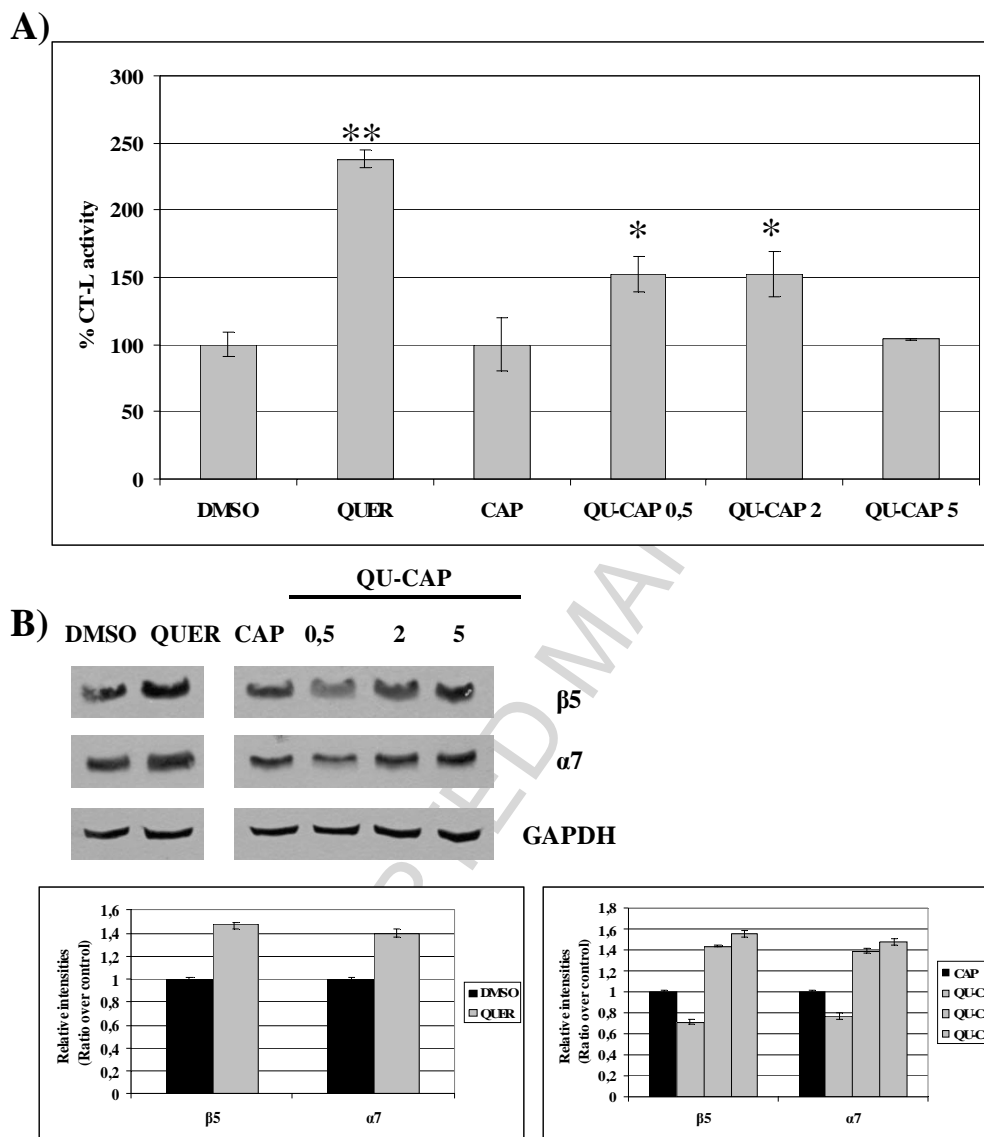 A)
300
250
200
150
100
50
0
% CT-L activity
**
*
*
DMSO QUER CAP QU-CAP 0,5 QU-CAP 2 QU-CAP 5
QU-CAP
B)
DMSO QUER CAP 0,5 2 5
β5
α7
GAPDH
Relative intensities
(Ratio over control)
1,6
1,4
1,2
1
0,8
0,6
0,4
0,2
0
β5 α7
DMSO
QUER
Relative intensities
(Ratio over control)
1,8
1,6
1,4
1,2
1
0,8
0,6
0,4
0,2
0
β5 α7
CAP
QU-C
QU-C
QU-C